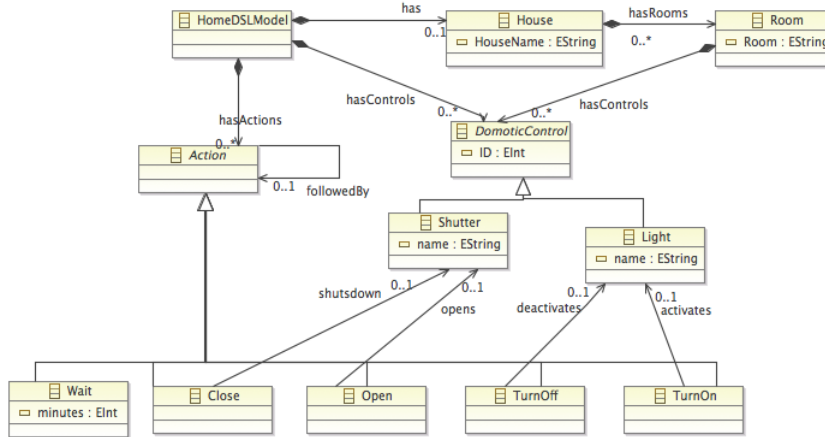 has
hasRooms
HomeDSLModel
House
Room
0..1
HouseName : EString
0..*
Room : EString
hasControls
hasControls
hasActions
0..*
0..*
0..*
DomoticControl
Action
ID : EInt
0..1
followedBy
Shutter
Light
name : EString
name : EString
0..1
0..1
0..1
0..1
shutsdown
opens
deactivates
activates
Wait
Close
Open
TurnOff
TurnOn
minutes : EInt